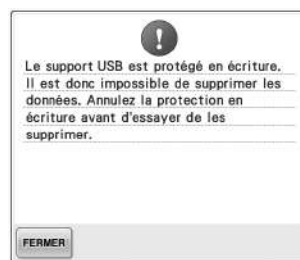 Le support USB est protégé en écriture.
Il est donc impossible de supprimer les
données. Annulez la protection en
écriture avant d'essayer de les
supprimer.
FERMER